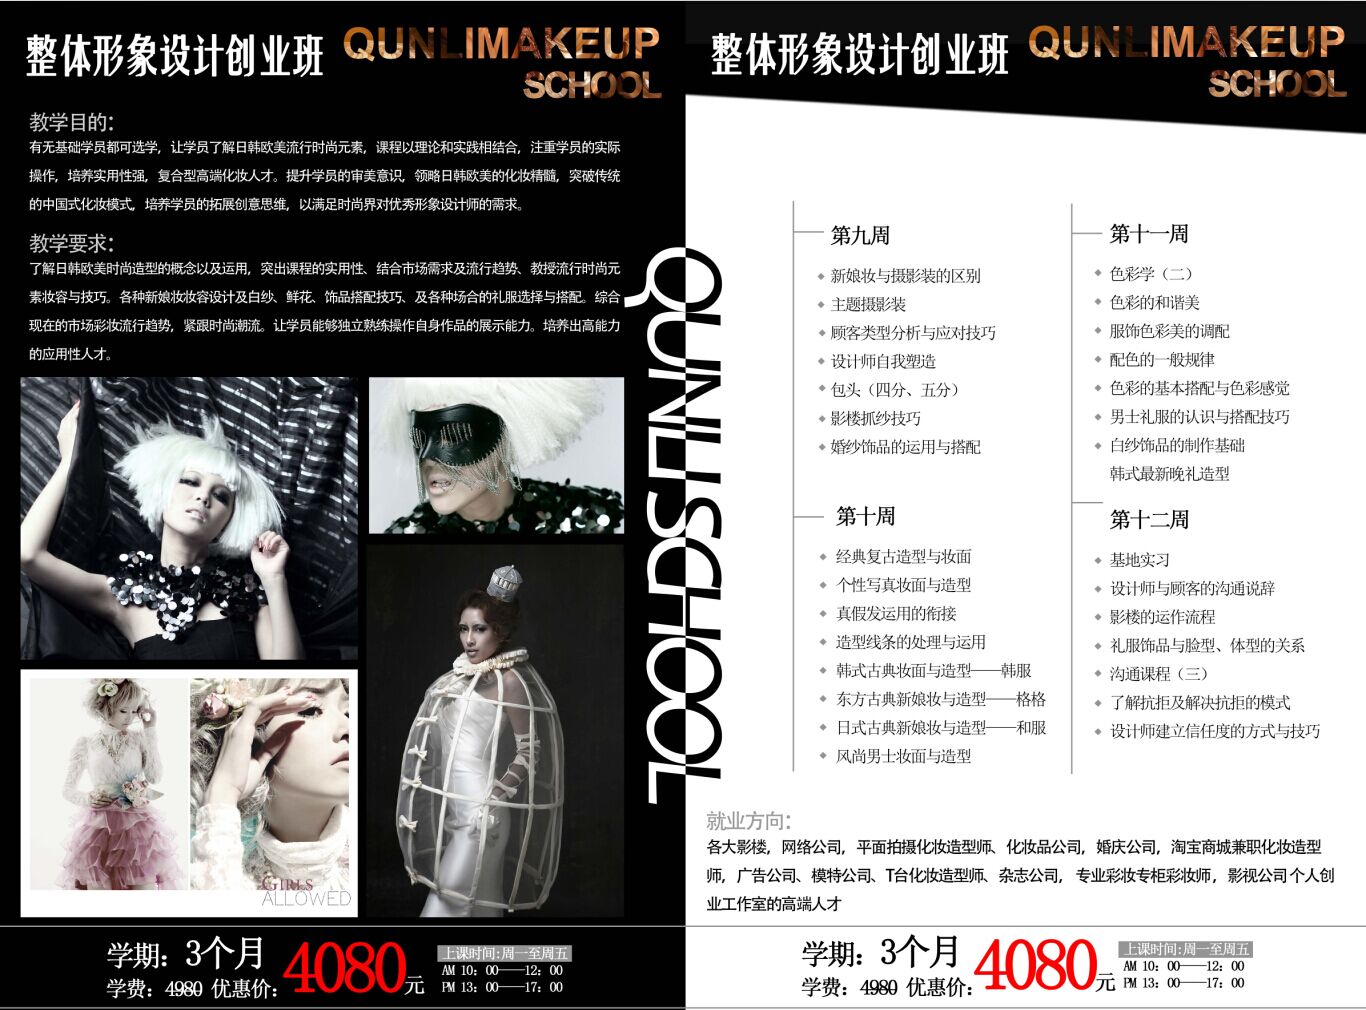 整体形象设计创业班
QUNLIMAKEUP
SCHOOL
教学目的：
有无基础学员都可选学，让学员了解日韩欧美流行时尚元素，课程以理论和实践相结合，注重学员的实际
操作，培养实用性强，复合型高端化妆人才。提升学员的审美意识，领略日韩欧美的化妆精髓，突破传统
的中国式化妆模式，培养学员的拓展创意思维，以满足时尚界对优秀形象设计师的需求。
教学要求：
了解日韩欧美时尚造型的概念以及运用，突出课程的实用性、结合市场需求及流行趋势、教授流行时尚元
素妆容与技巧。各种新娘妆妆容设计及白纱、鲜花、饰品搭配技巧、及各种场合的礼服选择与搭配。综合
现在的市场彩妆流行趋势，紧跟时尚潮流。让学员能够独立熟练操作自身作品的展示能力。培养出高能力
的应用性人才。
GIRLS
ALLOWED
学期：3个月
学费：4980 优惠价：4080元
上课时间:周一至周五
AM 10：00——12：00
PM 13：00——17：00
QUNLISCHOOL
整体形象设计创业班
QUNLIMAKEUP
SCHOOL
第九周
新娘妆与摄影装的区别
主题摄影装
顾客类型分析与应对技巧
设计师自我塑造
包头（四分、五分）
影楼抓纱技巧
婚纱饰品的运用与搭配
第十周
经典复古造型与妆面
个性写真妆面与造型
真假发运用的衔接
造型线条的处理与运用
韩式古典妆面与造型——韩服
东方古典新娘妆与造型——格格
日式古典新娘妆与造型——和服
风尚男士妆面与造型
第十一周
色彩学（二）
色彩的和谐美
服饰色彩美的调配
配色的一般规律
色彩的基本搭配与色彩感觉
男士礼服的认识与搭配技巧
白纱饰品的制作基础
韩式最新晚礼造型
第十二周
基地实习
设计师与顾客的沟通说辞
影楼的运作流程
礼服饰品与脸型、体型的关系
沟通课程（三）
了解抗拒及解决抗拒的模式
设计师建立信任度的方式与技巧
就业方向：
各大影楼，网络公司，平面拍摄化妆造型师、化妆品公司，婚庆公司，淘宝商城兼职化妆造型
师，广告公司、模特公司、T台化妆造型师、杂志公司，专业彩妆专柜彩妆师，影视公司个人创
业工作室的高端人才
学期：3个月
学费：4980 优惠价：4080元
上课时间:周一至周五
AM 10：00——12：00
PM 13：00——17：00